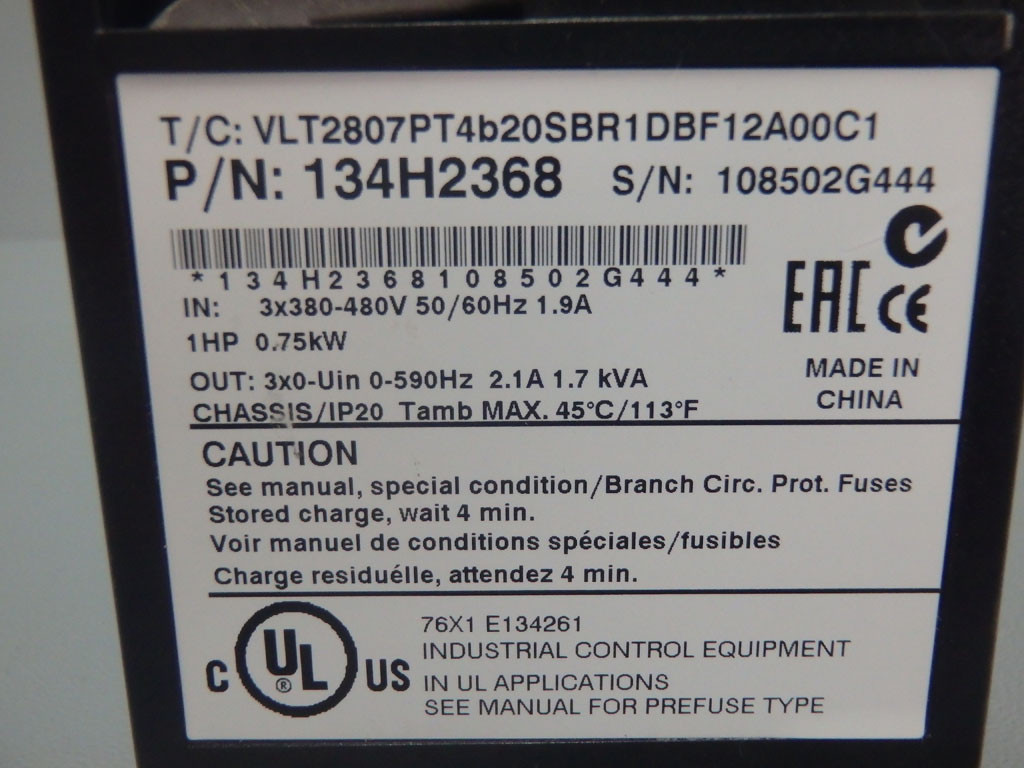 T/C: VLT2807PT4b20SBR1DBF12A00C1
P/N: 134H2368 S/N: 108502G444
*134H2368108502G444*
IN: 3x380-480V 50/60Hz 1.9A
1HP 0.75kW
OUT: 3x0-Uin 0-590Hz 2.1A 1.7 kVA
CHASSIS/IP20 Tamb MAX. 45°C/113°F
EAC CE
MADE IN
CHINA
CAUTION
See manual, special condition/Branch Circ. Prot. Fuses
Stored charge, wait 4 min.
Voir manuel de conditions spéciales/fusibles
Charge residuélle, attendez 4 min.
C UL ® US
76X1 E134261
INDUSTRIAL CONTROL EQUIPMENT
IN UL APPLICATIONS
SEE MANUAL FOR PREFUSE TYPE